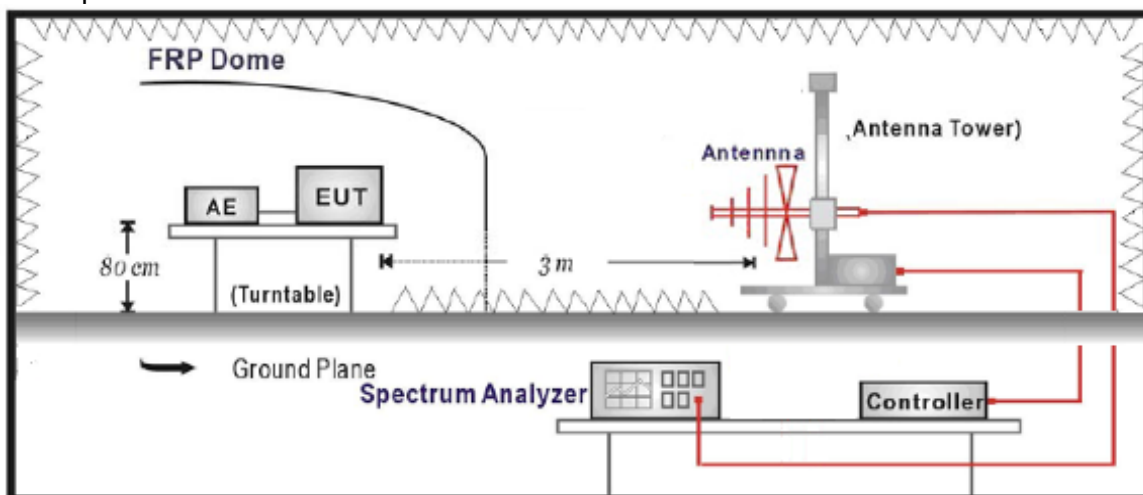 FRP Dome
,Antenna Tower)
Antennna
AE
EUT
80 cm
3 m
(Turntable)
Ground Plane
Spectrum Analyzer
Controller